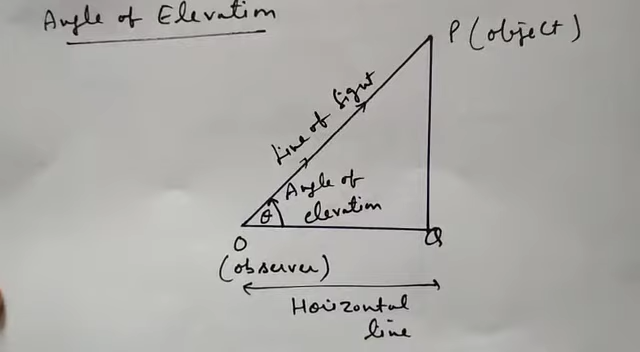 Angle of Elevation
P (object)
Line of Sight
Angle of
elevation
θ
O
Q
(observer)
Horizontal
line